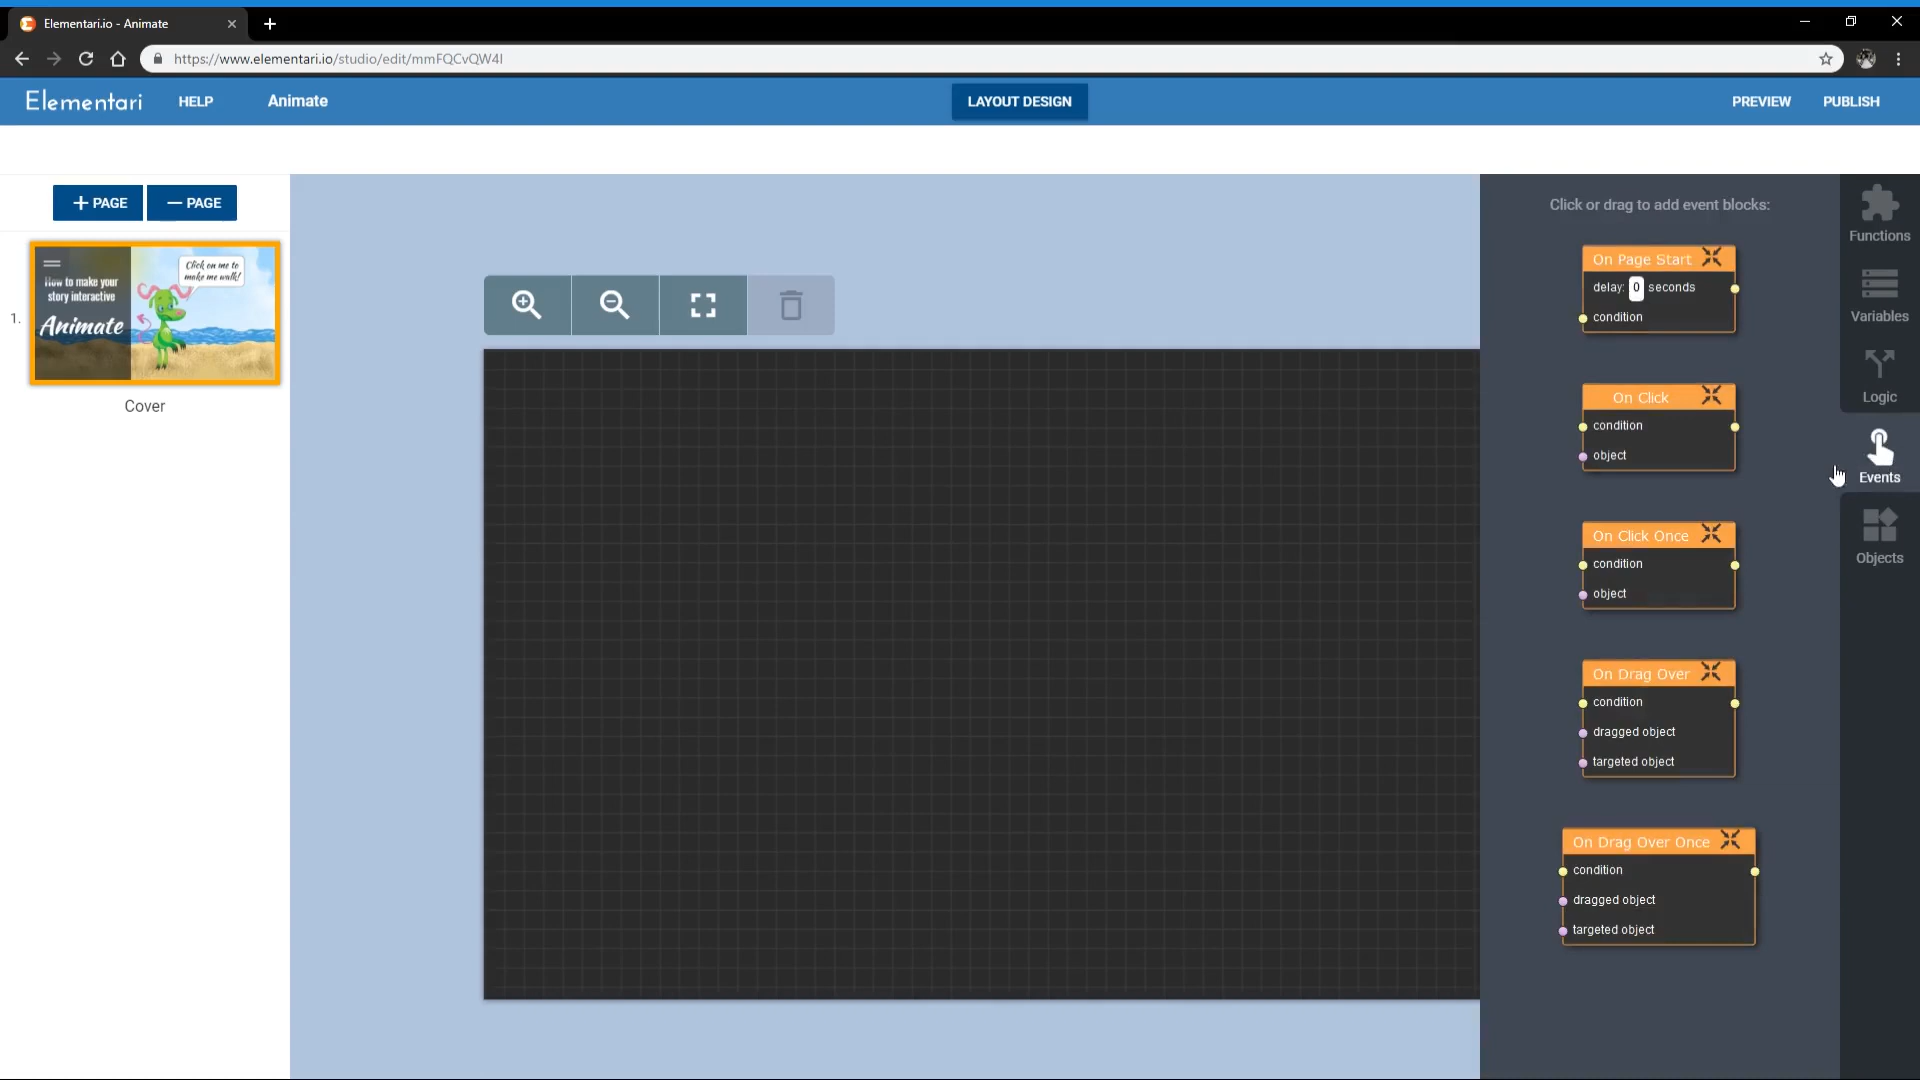 Elementari.io - Animate
https://www.elementari.io/studio/edit/mmFQCvQW4I
Elementari
HELP
Animate
LAYOUT DESIGN
PREVIEW
PUBLISH
+ PAGE
— PAGE
1.
How to make your
story interactive
Animate
Click on me to
make me walk!
Cover
Click or drag to add event blocks:
On Page Start
delay: 0 seconds
condition
On Click
condition
object
On Click Once
condition
object
On Drag Over
condition
dragged object
targeted object
On Drag Over Once
condition
dragged object
targeted object
Functions
Variables
Logic
Events
Objects